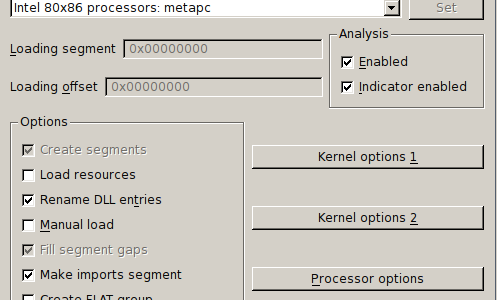 Intel 80x86 processors: metapc
Set
Loading segment 0x00000000
Loading offset 0x00000000
Analysis
Enabled
Indicator enabled
Options
Create segments
Load resources
Rename DLL entries
Manual load
Fill segment gaps
Make imports segment
Create FLAT group
Kernel options 1
Kernel options 2
Processor options